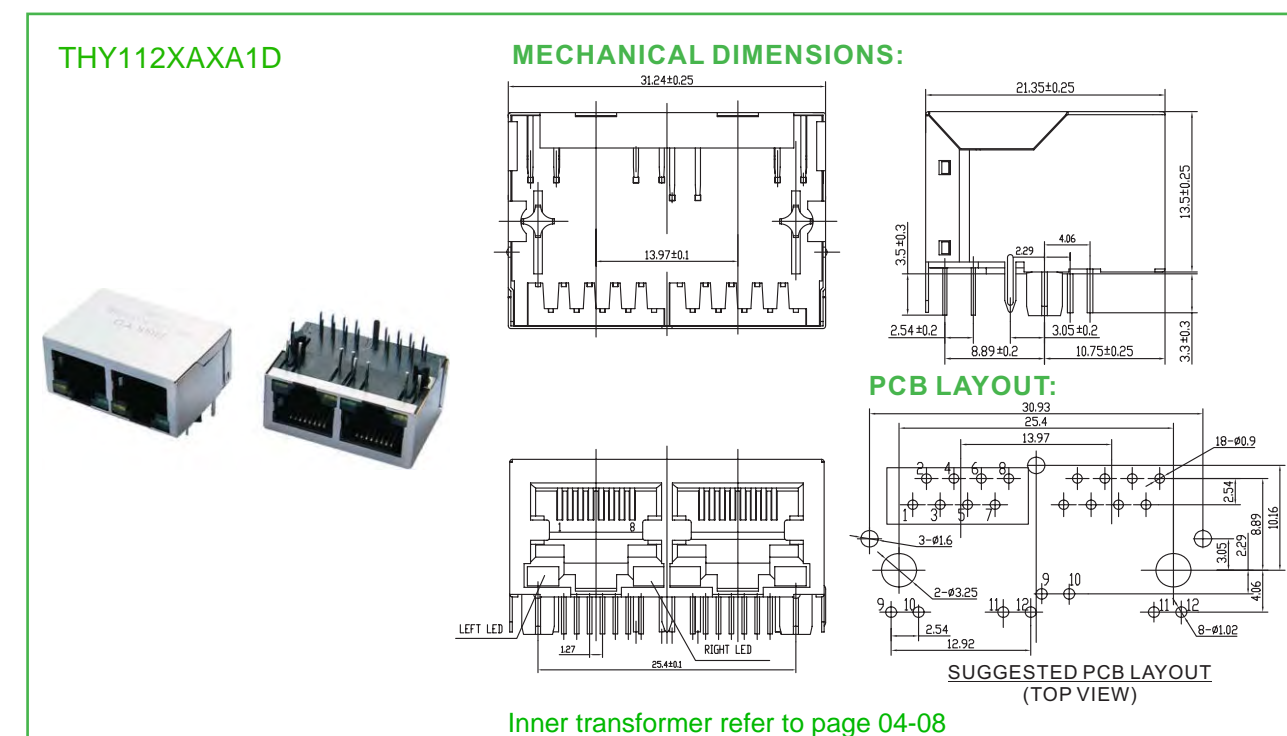 THY112XAXA1D
MECHANICAL DIMENSIONS:
31.24±0.25
13.97±0.1
21.35±0.25
13.5±0.25
3.5±0.3
2.29
4.06
2.54±0.2
3.05±0.2
8.89±0.2
10.75±0.25
3.3±0.3
1
8
LEFT LED
RIGHT LED
1.27
25.4±0.1
PCB LAYOUT:
30.93
25.4
13.97
18-ø0.9
2 4 6 8
1 3 5 7
2.54
8.89
10.16
3.05
2.29
4.06
3-ø1.6
2-ø3.25
9 10
9 10 11 12
11 12
8-ø1.02
2.54
12.92
SUGGESTED PCB LAYOUT
(TOP VIEW)
Inner transformer refer to page 04-08